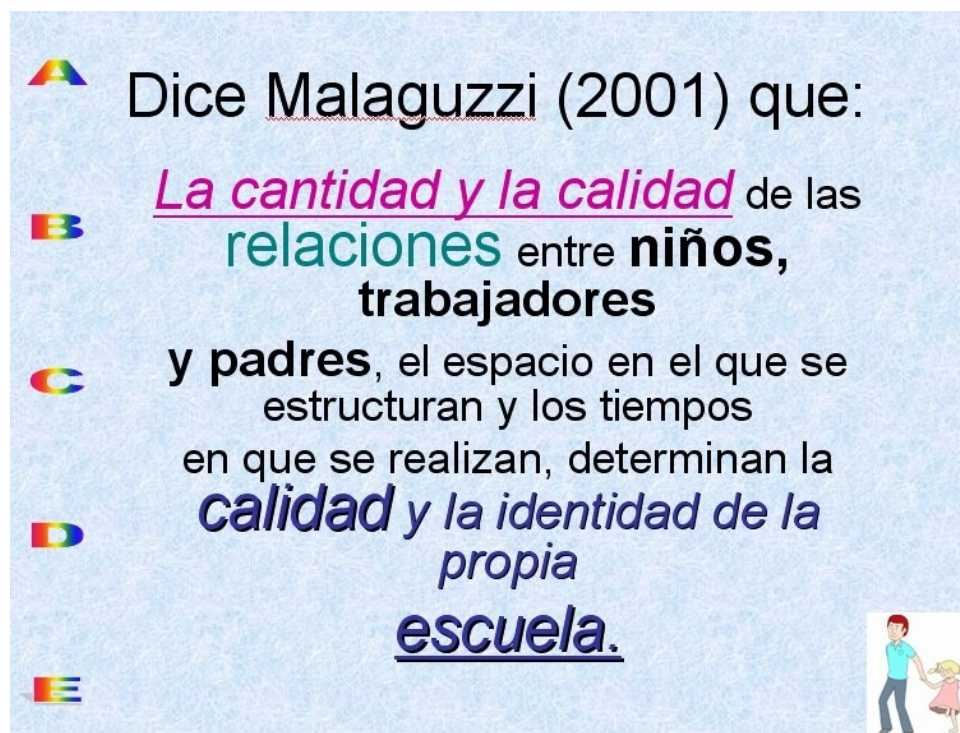 A
Dice Malaguzzi (2001) que:
La cantidad y la calidad de las
B
relaciones entre niños,
trabajadores
y padres, el espacio en el que se
C
estructuran y los tiempos
en que se realizan, determinan la
calidad y la identidad de la
D
propia
escuela.
E